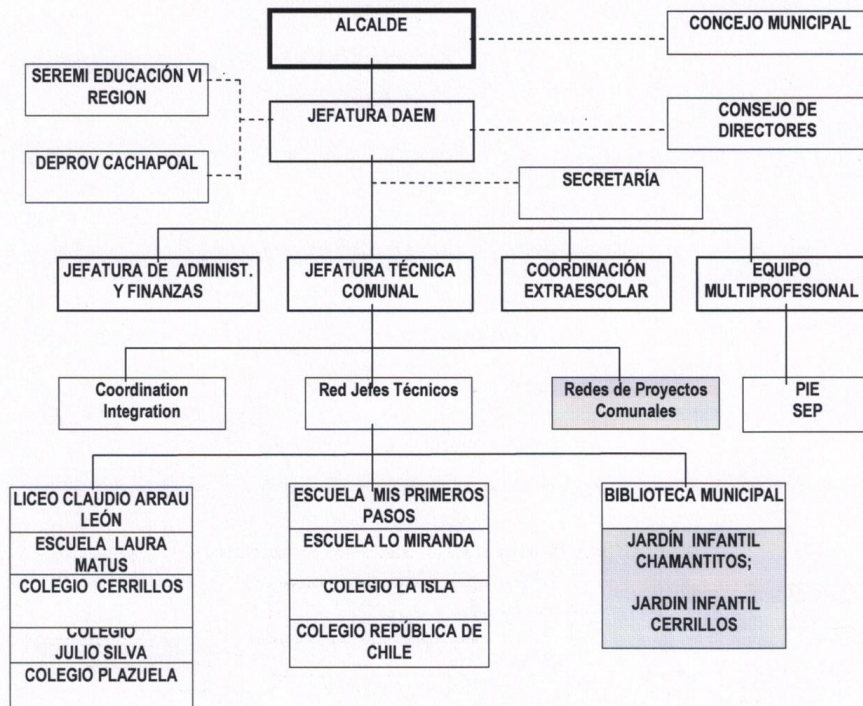 ALCALDE
CONCEJO MUNICIPAL
SEREMI EDUCACIÓN VI
REGION
JEFATURA DAEM
CONSEJO DE
DIRECTORES
DEPROV CACHAPOAL
SECRETARÍA
JEFATURA DE ADMINIST.
Y FINANZAS
JEFATURA TÉCNICA
COMUNAL
COORDINACIÓN
EXTRAESCOLAR
EQUIPO
MULTIPROFESIONAL
Coordination
Integration
Red Jefes Técnicos
Redes de Proyectos
Comunales
PIE
SEP
LICEO CLAUDIO ARRAU
LEÓN
ESCUELA LAURA
MATUS
COLEGIO CERRILLOS
COLEGIO
JULIO SILVA
COLEGIO PLAZUELA
ESCUELA MIS PRIMEROS
PASOS
ESCUELA LO MIRANDA
COLEGIO LA ISLA
COLEGIO REPÚBLICA DE
CHILE
BIBLIOTECA MUNICIPAL
JARDÍN INFANTIL
CHAMANTITOS;
JARDIN INFANTIL
CERRILLOS